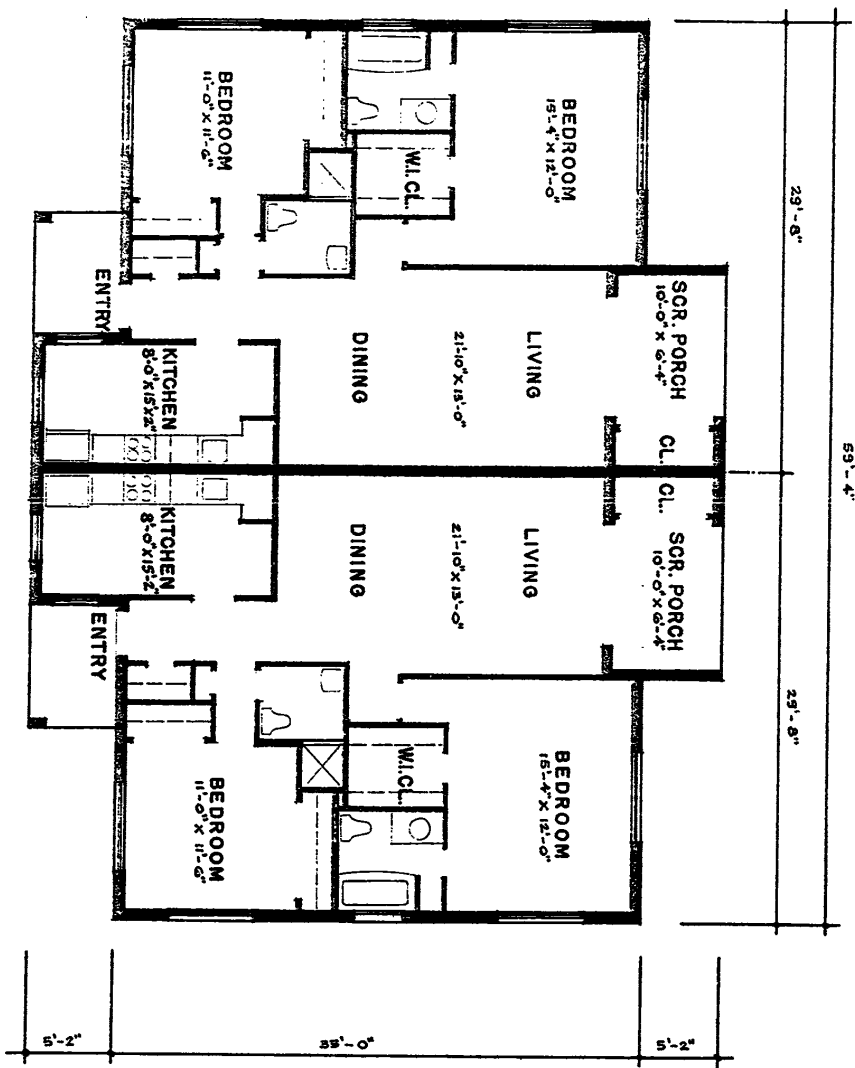 59'-4"
29'-8"
29'-8"
SCR. PORCH
10'-0" X 6'-4"
CL.
CL.
SCR. PORCH
10'-0" X 6'-4"
BEDROOM
15'-4" X 12'-0"
LIVING
21'-10" X 13'-0"
DINING
LIVING
21'-10" X 13'-0"
DINING
BEDROOM
15'-4" X 12'-0"
W.I.CL.
W.I.CL.
BEDROOM
11'-0" X 11'-6"
KITCHEN
8'-0" X 15'X2"
KITCHEN
8'-0" X 15'-2"
BEDROOM
11'-0" X 11'-6"
ENTRY
ENTRY
5'-2"
35'-0"
5'-2"